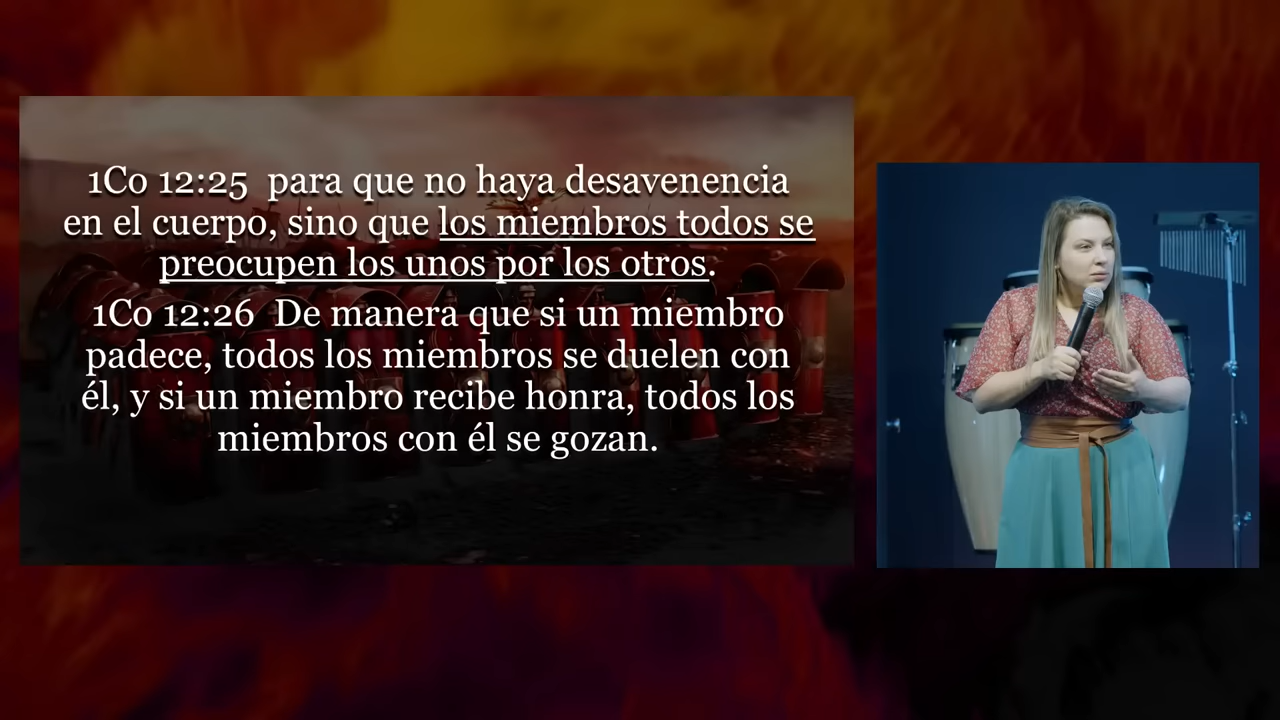 1Co 12:25  para que no haya desavenencia
en el cuerpo, sino que los miembros todos se
preocupen los unos por los otros.
1Co 12:26  De manera que si un miembro
padece, todos los miembros se duelen con
él, y si un miembro recibe honra, todos los
miembros con él se gozan.